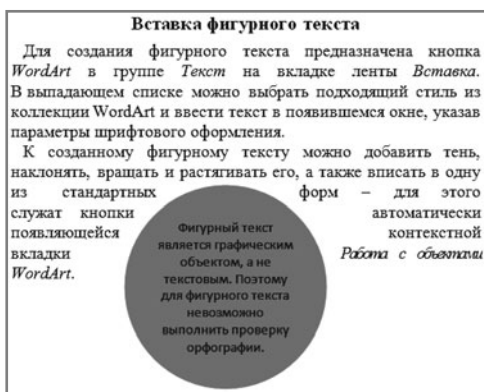 Вставка фигурного текста
Для создания фигурного текста предназначена кнопка
WordArt в группе Текст на вкладке ленты Вставка.
В выпадающем списке можно выбрать подходящий стиль из
коллекции WordArt и ввести текст в появившемся окне, указав
параметры шрифтового оформления.
К созданному фигурному тексту можно добавить тень,
наклонять, вращать и растягивать его, а также вписать в одну
из стандартных форм – для этого
служат кнопки автоматически
появляющейся контекстной
вкладки Работа с объектами
WordArt.
Фигурный текст
является графическим
объектом, а не
текстовым. Поэтому
для фигурного текста
невозможно
выполнить проверку
орфографии.